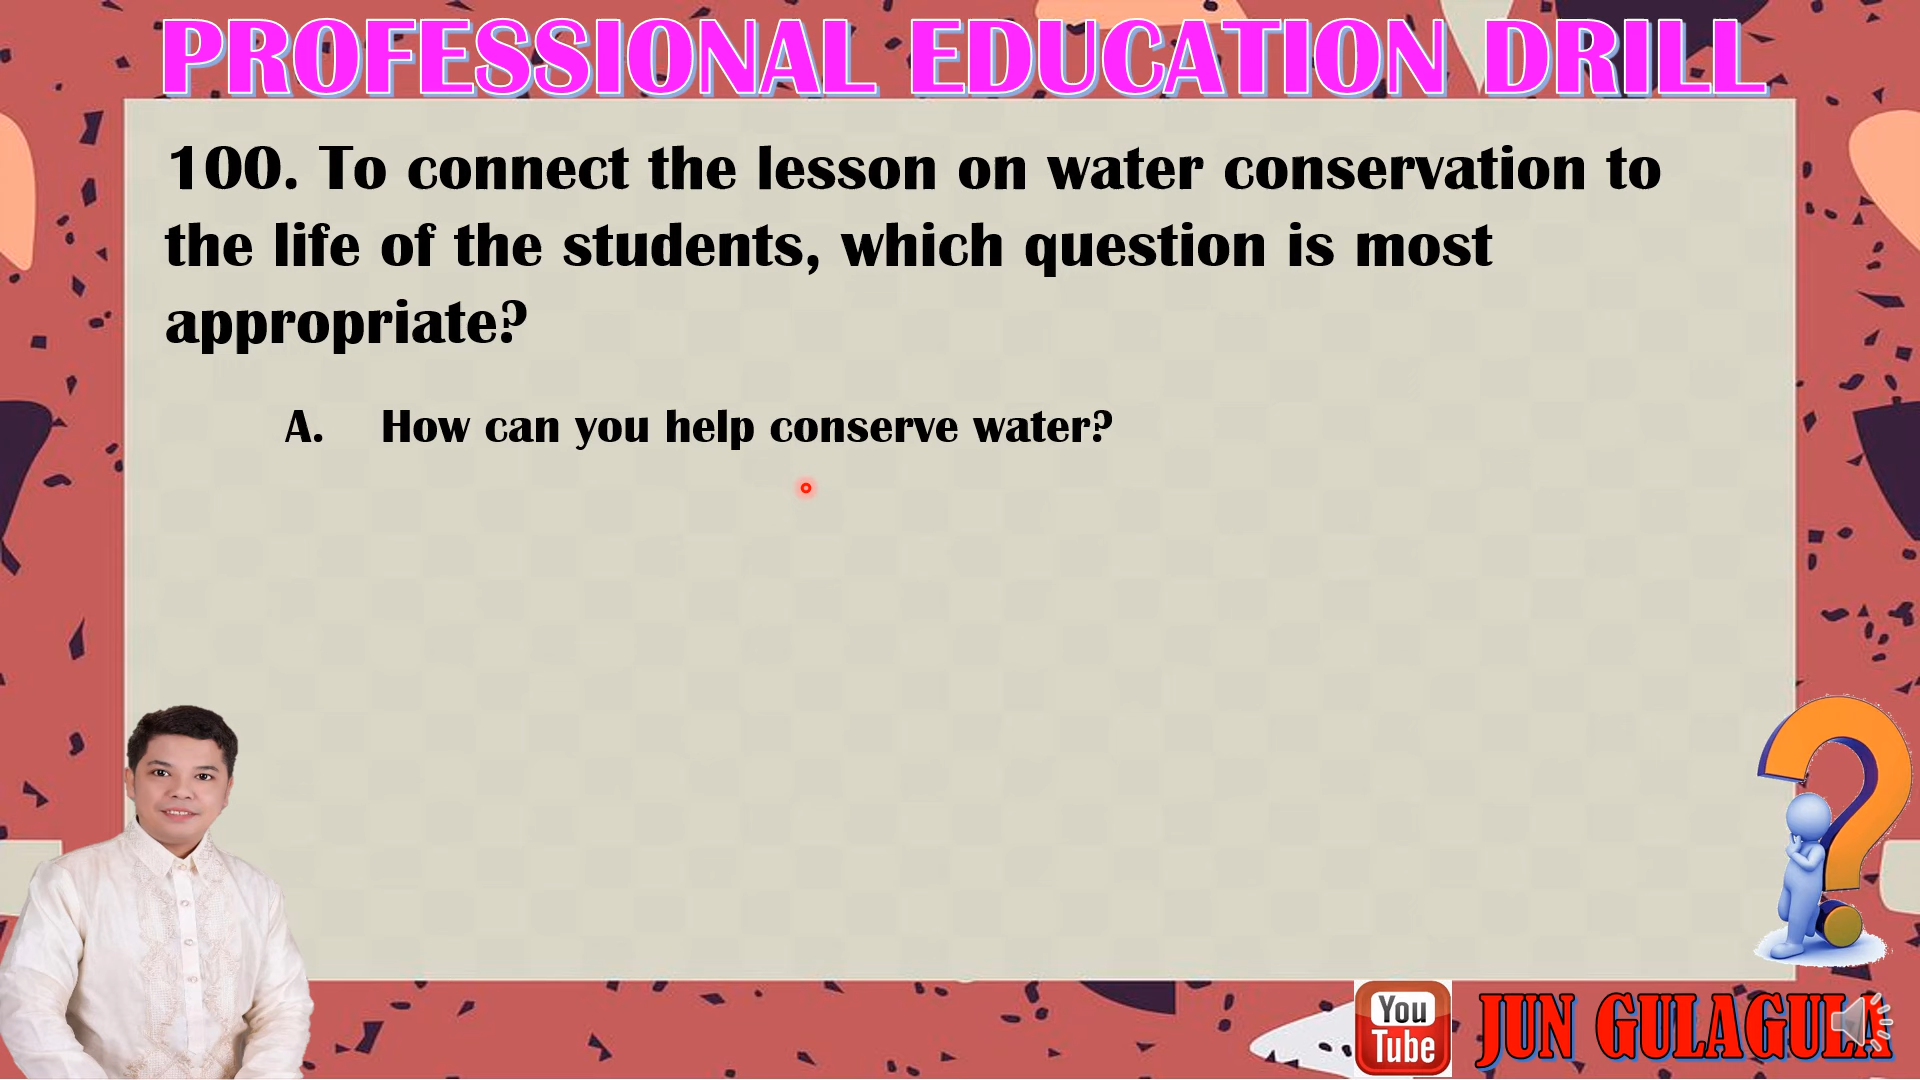 PROFESSIONAL EDUCATION DRILL
100. To connect the lesson on water conservation to
the life of the students, which question is most
appropriate?
A. How can you help conserve water?
You
Tube
JUN GULAGULA